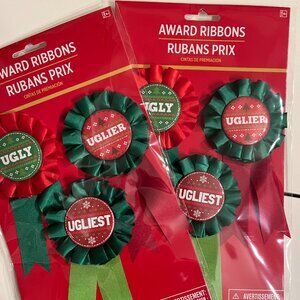 AWARD RIBBONS
RUBANS PRIX
CINTAS DE PREMIACIÓN
UGLY
UGLIER
UGLIEST
AWARD RIBBONS
RUBANS PRIX
CINTAS DE PREMIACIÓN
UGLY
UGLIER
UGLIEST
AVERTISSEMENT